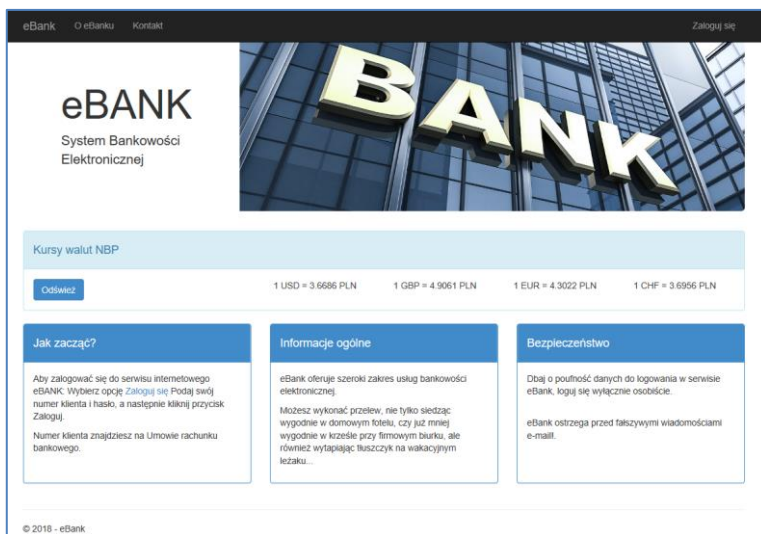 eBank O eBanku Kontakt Zaloguj się
eBANK
System Bankowości
Elektronicznej
BANK
Kursy walut NBP
Odśwież 1 USD = 3.6686 PLN 1 GBP = 4.9061 PLN 1 EUR = 4.3022 PLN 1 CHF = 3.6956 PLN
Jak zacząć?
Aby zalogować się do serwisu internetowego
eBANK: Wybierz opcję Zaloguj się Podaj swój
numer klienta i hasło, a następnie kliknij przycisk
Zaloguj.
Numer klienta znajdziesz na Umowie rachunku
bankowego.
Informacje ogólne
eBank oferuje szeroki zakres usług bankowości
elektronicznej.
Możesz wykonać przelew, nie tylko siedząc
wygodnie w domowym fotelu, czy już mniej
wygodnie w krześle przy firmowym biurku, ale
również wytapiając tłuszczyk na wakacyjnym
leżaku...
Bezpieczeństwo
Dbaj o poufność danych do logowania w serwisie
eBank, loguj się wyłącznie osobiście.
eBank ostrzega przed fałszywymi wiadomościami
e-mail!.
© 2018 - eBank